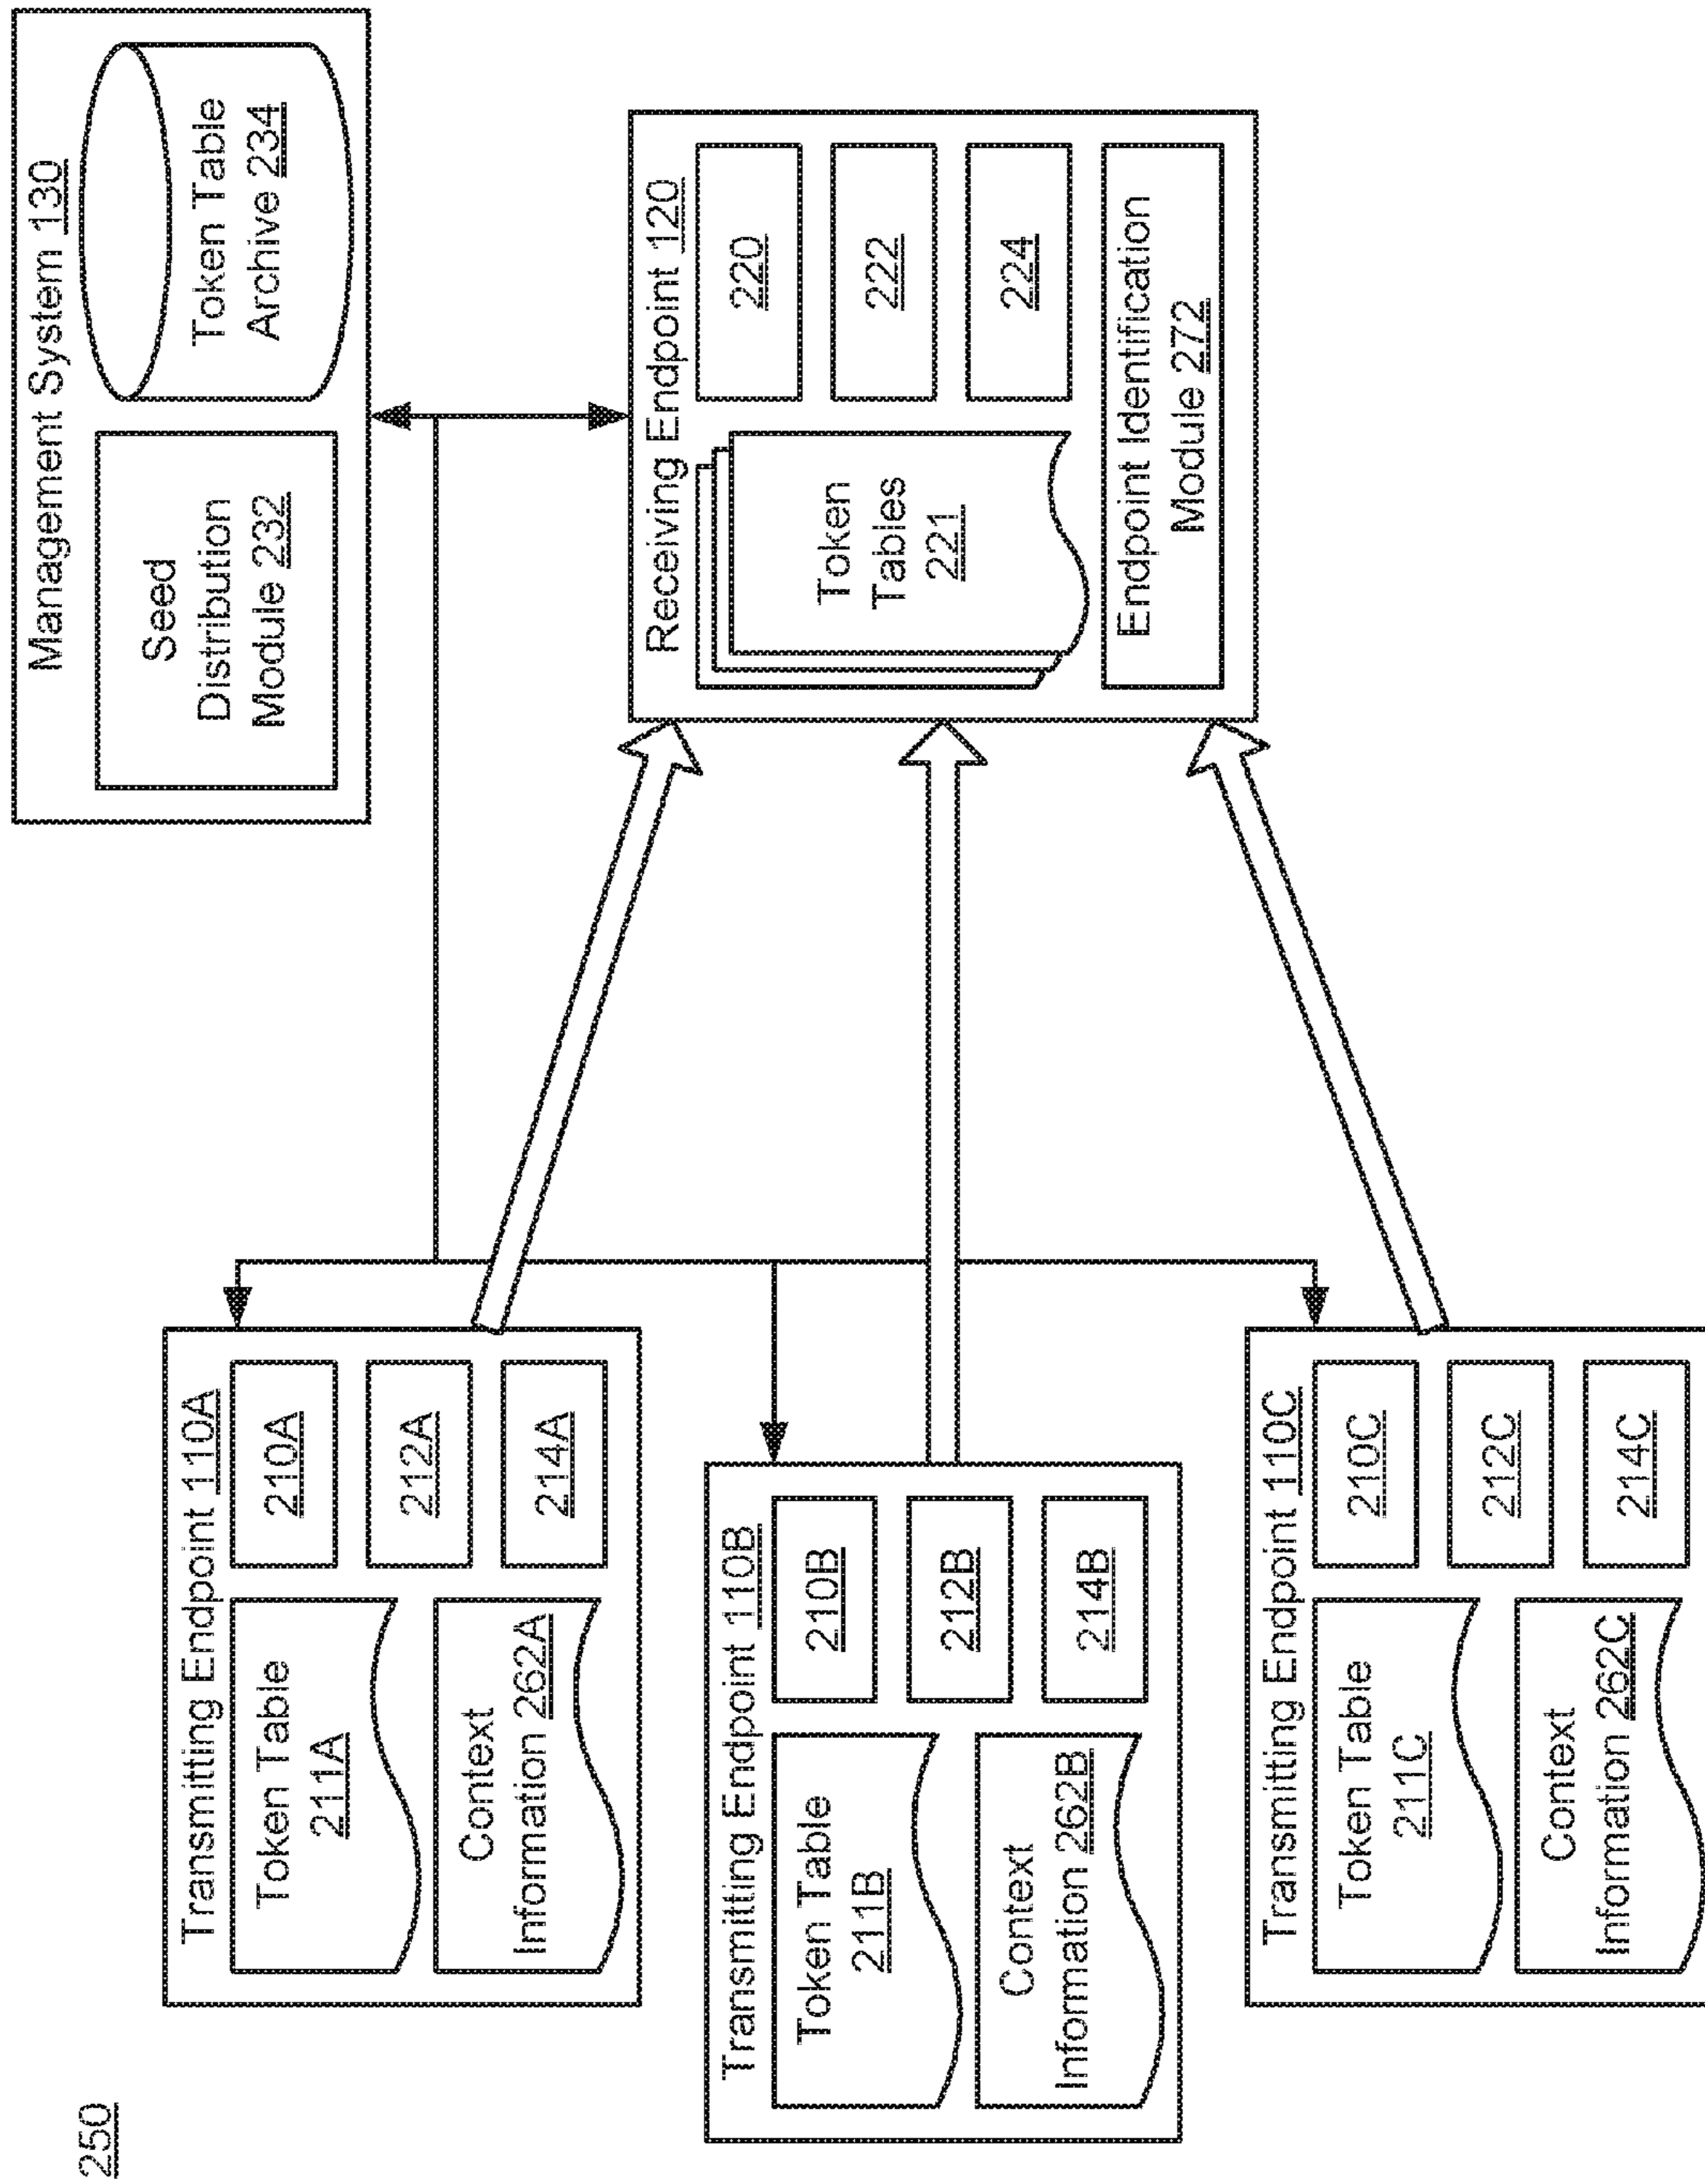 250
Transmitting Endpoint 110A
Token Table
211A
Context
Information 262A
210A
212A
214A
Transmitting Endpoint 110B
Token Table
211B
Context
Information 262B
210B
212B
214B
Transmitting Endpoint 110C
Token Table
211C
Context
Information 262C
210C
212C
214C
Management System 130
Seed
Distribution
Module 232
Token Table
Archive 234
Receiving Endpoint 120
Token
Tables
221
220
222
224
Endpoint Identification
Module 272